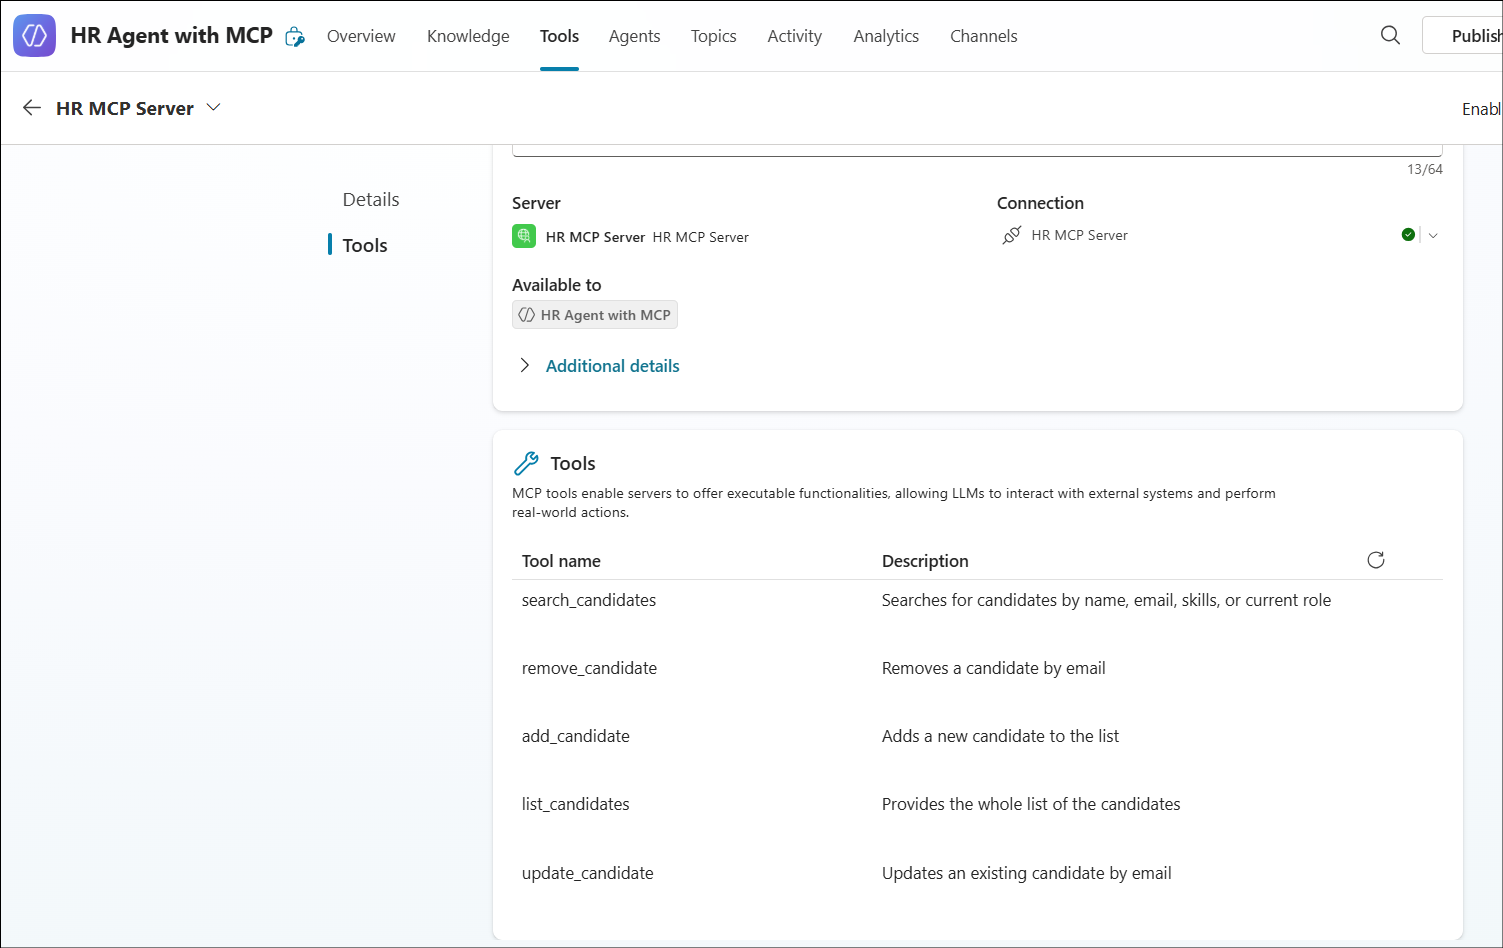 HR Agent with MCP Overview Knowledge Tools Agents Topics Activity Analytics Channels Publish
HR MCP Server Enabl
13/64
Details
Tools
Server
HR MCP Server HR MCP Server
Connection
HR MCP Server
Available to
HR Agent with MCP
Additional details
Tools
MCP tools enable servers to offer executable functionalities, allowing LLMs to interact with external systems and perform
real-world actions.
Tool name Description
search_candidates Searches for candidates by name, email, skills, or current role
remove_candidate Removes a candidate by email
add_candidate Adds a new candidate to the list
list_candidates Provides the whole list of the candidates
update_candidate Updates an existing candidate by email